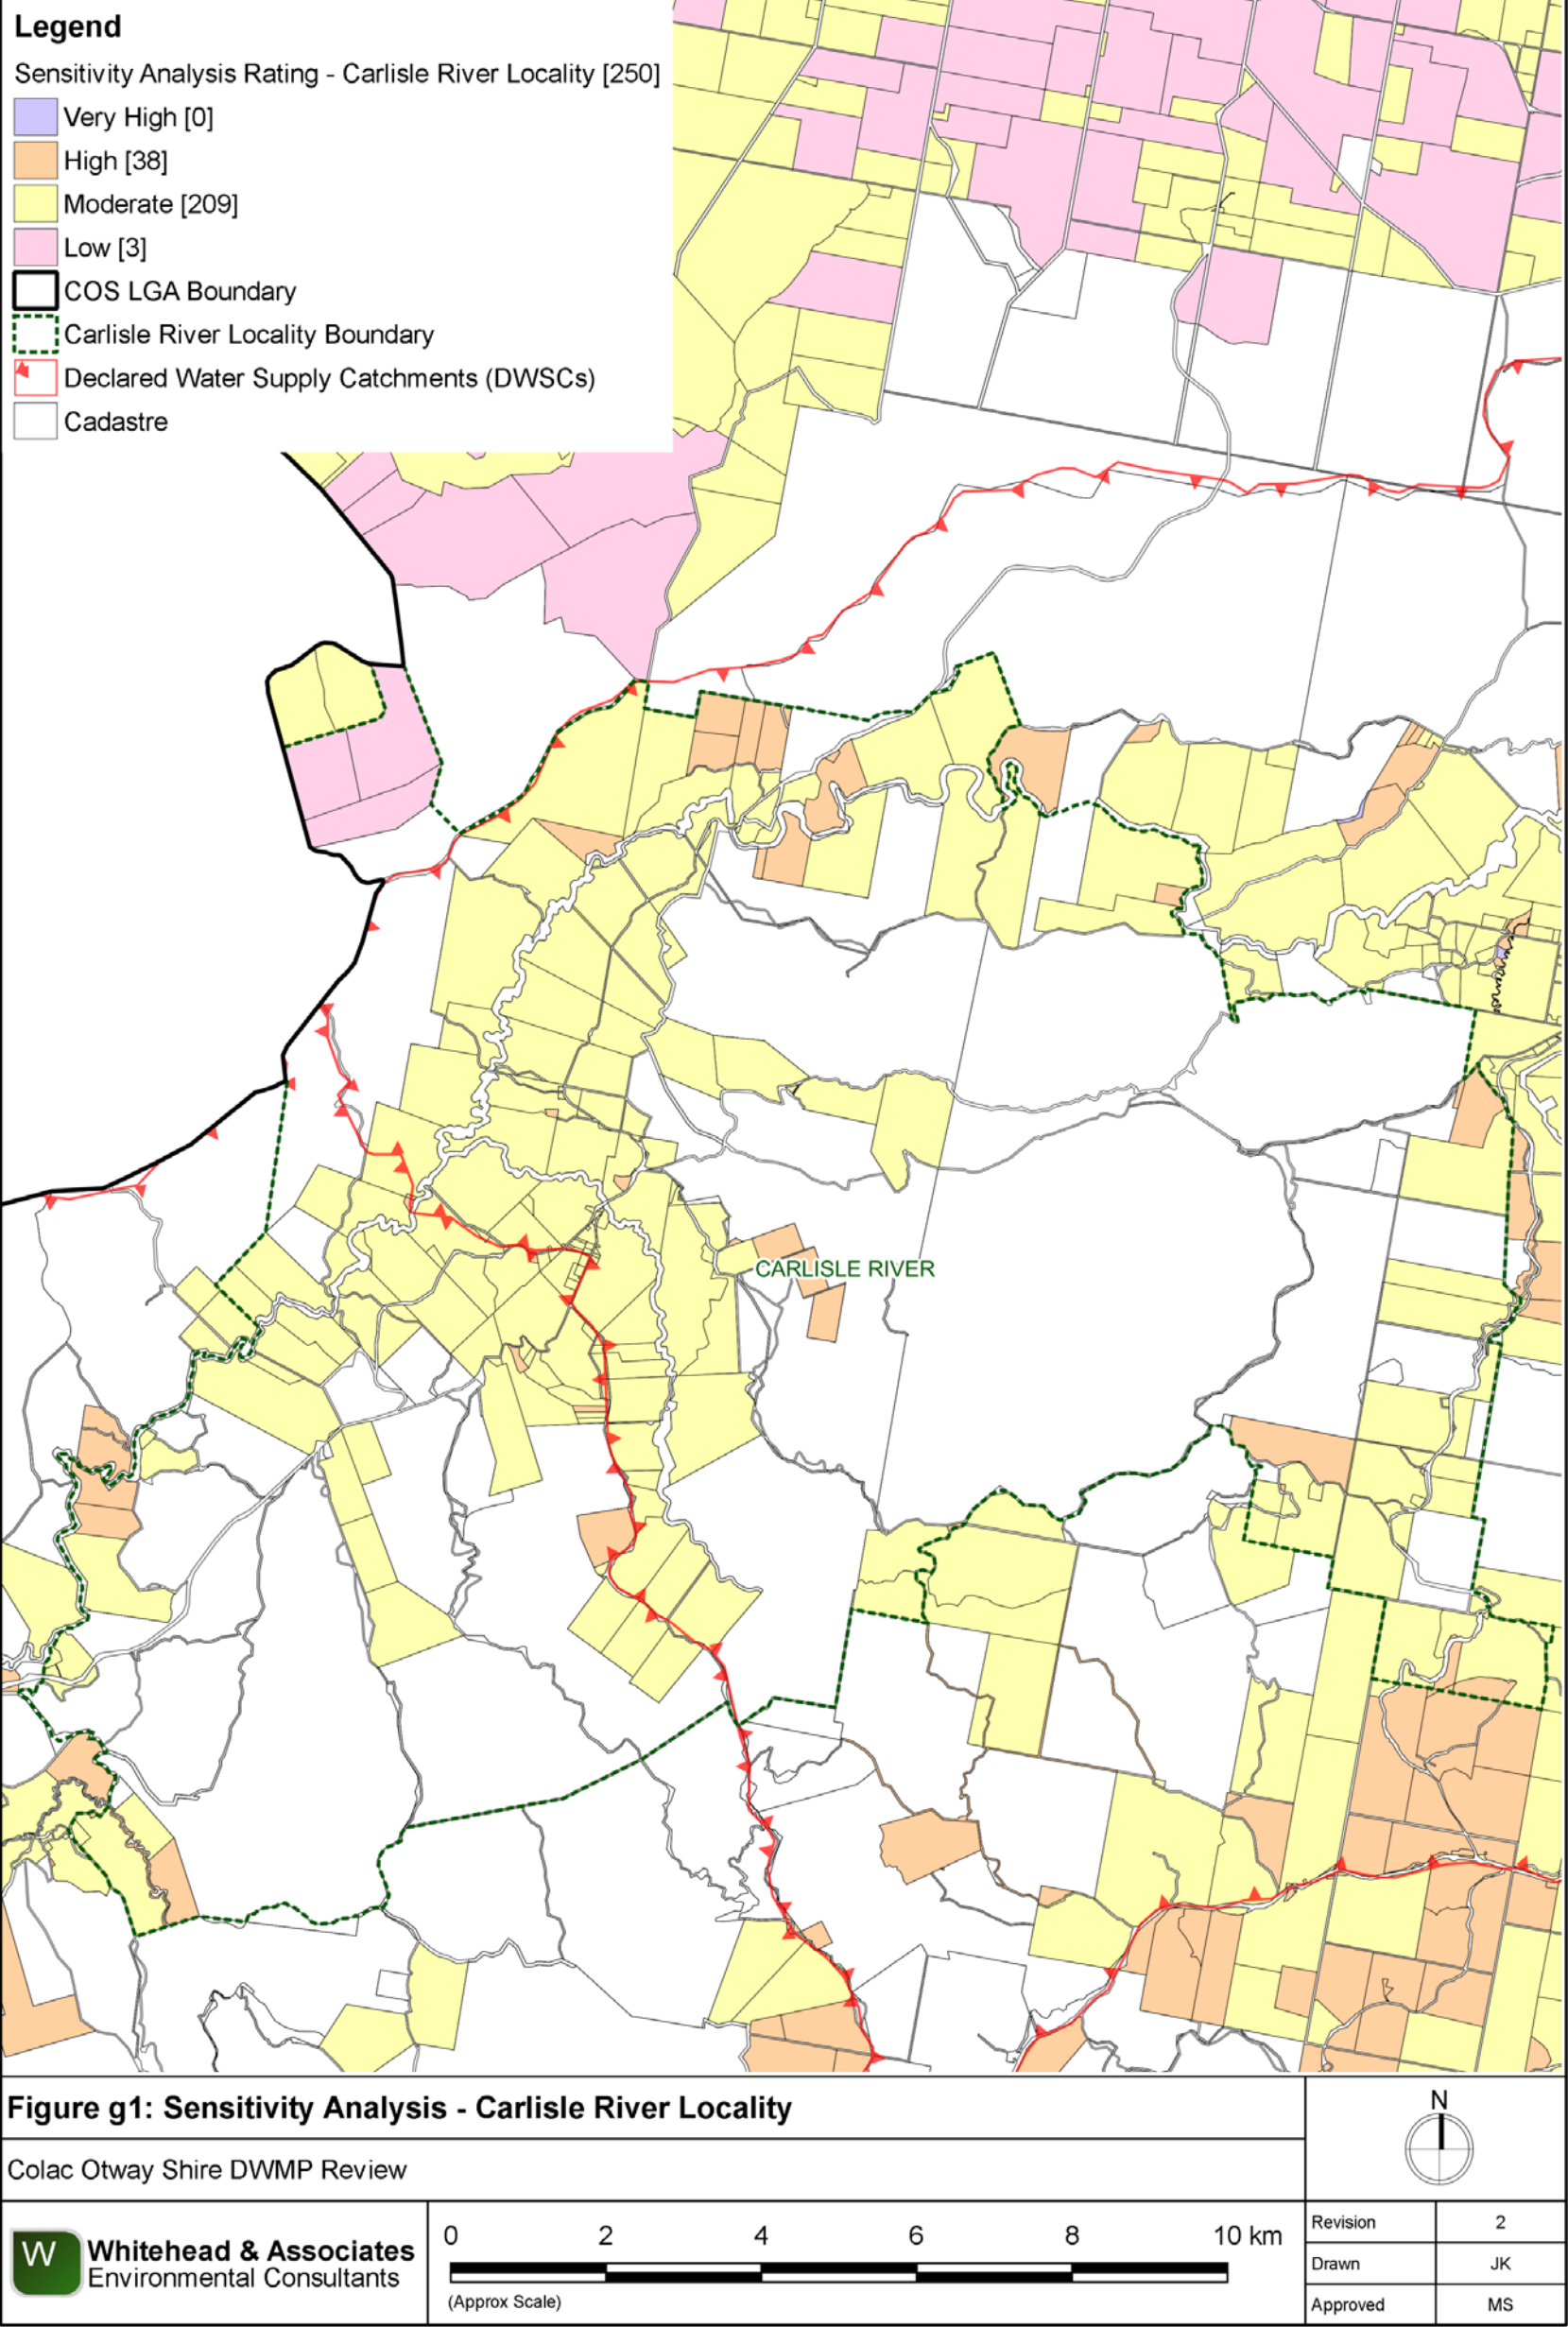 Legend
Sensitivity Analysis Rating - Carlisle River Locality [250]
Very High [0]
High [38]
Moderate [209]
Low [3]
COS LGA Boundary
Carlisle River Locality Boundary
Declared Water Supply Catchments (DWSCs)
Cadastre
CARLISLE RIVER
Figure g1: Sensitivity Analysis - Carlisle River Locality
N
Colac Otway Shire DWMP Review
W
Whitehead & Associates
Environmental Consultants
0 2 4 6 8 10 km
(Approx Scale)
Revision 2
Drawn JK
Approved MS